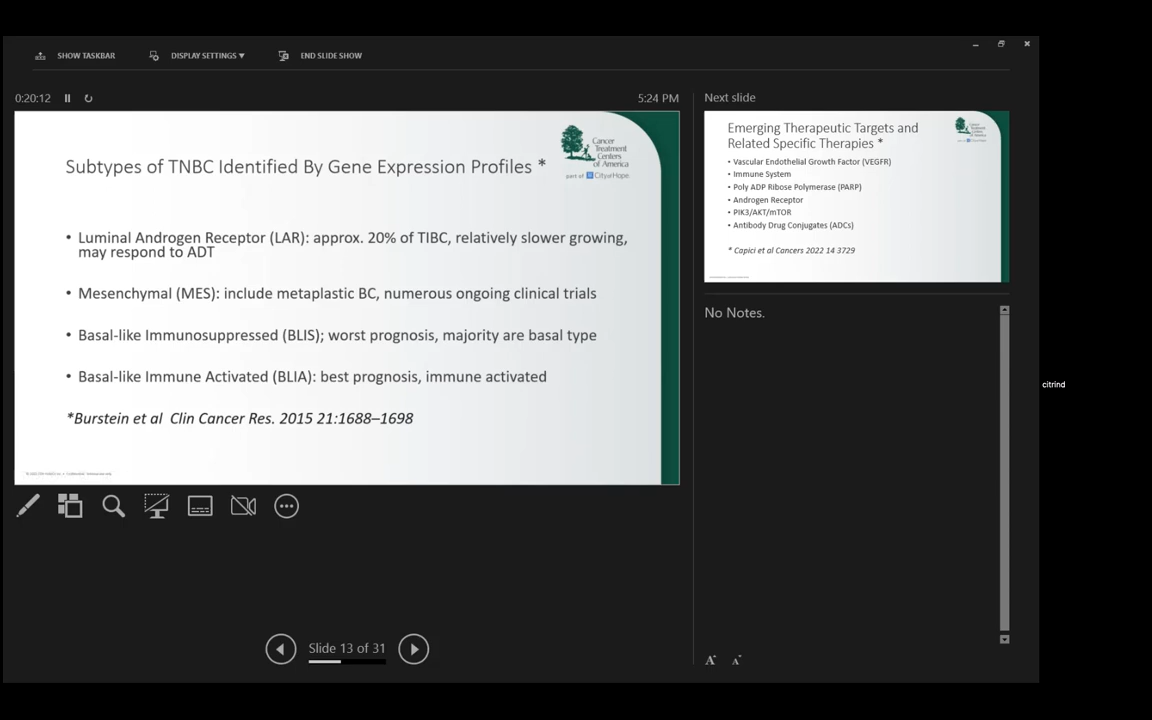 SHOW TASKBAR
DISPLAY SETTINGS ▾
END SLIDE SHOW
0:20:12
5:24 PM
Subtypes of TNBC Identified By Gene Expression Profiles *
Cancer
Treatment
Centers
of America
part of City of Hope
• Luminal Androgen Receptor (LAR): approx. 20% of TIBC, relatively slower growing,
may respond to ADT
• Mesenchymal (MES): include metaplastic BC, numerous ongoing clinical trials
• Basal-like Immunosuppressed (BLIS); worst prognosis, majority are basal type
• Basal-like Immune Activated (BLIA): best prognosis, immune activated
*Burstein et al Clin Cancer Res. 2015 21:1688–1698
Slide 13 of 31
Next slide
Emerging Therapeutic Targets and
Related Specific Therapies *
Cancer
Treatment
Centers
of America
• Vascular Endothelial Growth Factor (VEGFR)
• Immune System
• Poly ADP Ribose Polymerase (PARP)
• Androgen Receptor
• PIK3/AKT/mTOR
• Antibody Drug Conjugates (ADCs)
* Capici et al Cancers 2022 14 3729
No Notes.
A A
citrind